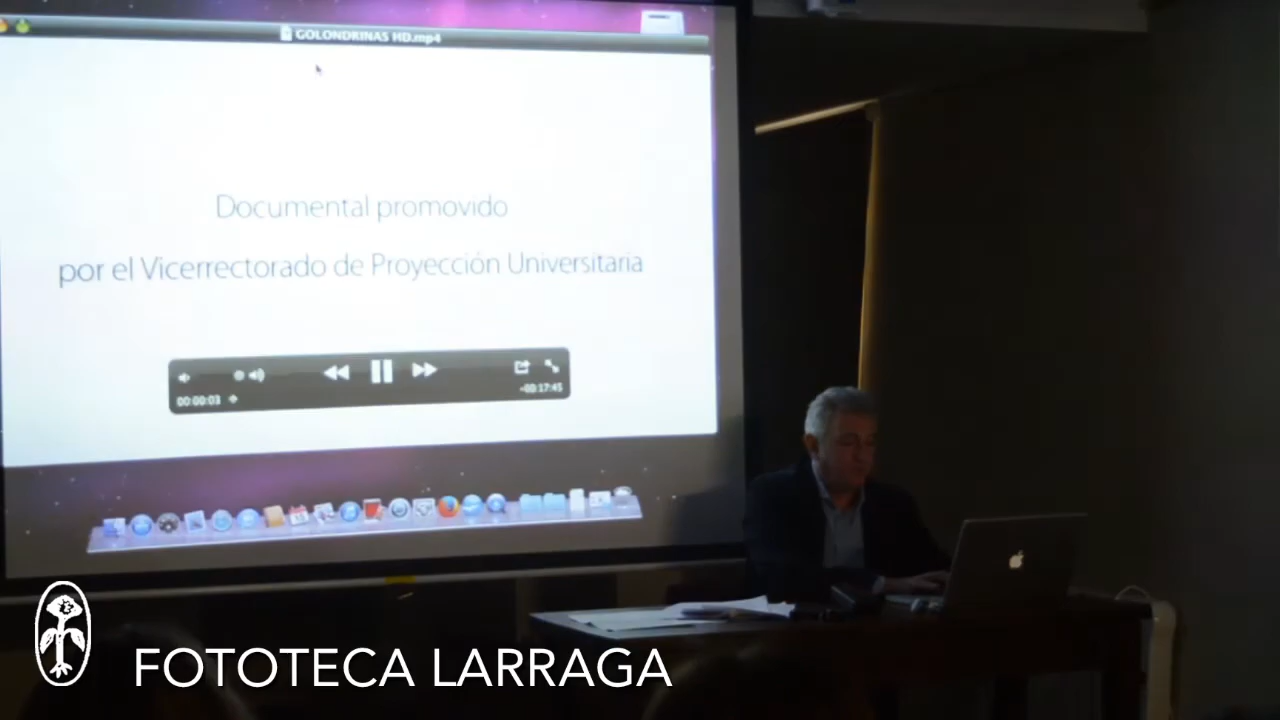 GOLONDRINAS HD.mp4
Documental promovido
por el Vicerrectorado de Proyección Universitaria
00:00:03
-00:17:45
FOTOTECA LARRAGA